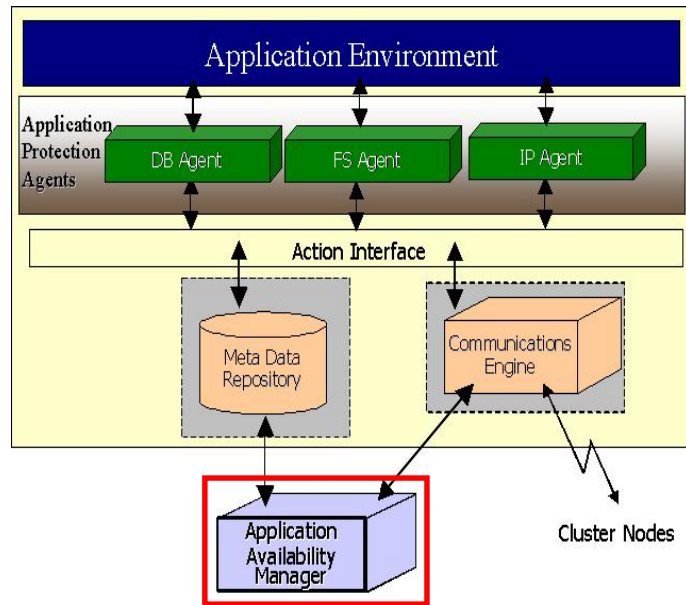 Application Environment
Application
Protection
Agents
DB Agent
FS Agent
IP Agent
Action Interface
Meta Data
Repository
Communications
Engine
Application
Availability
Manager
Cluster Nodes